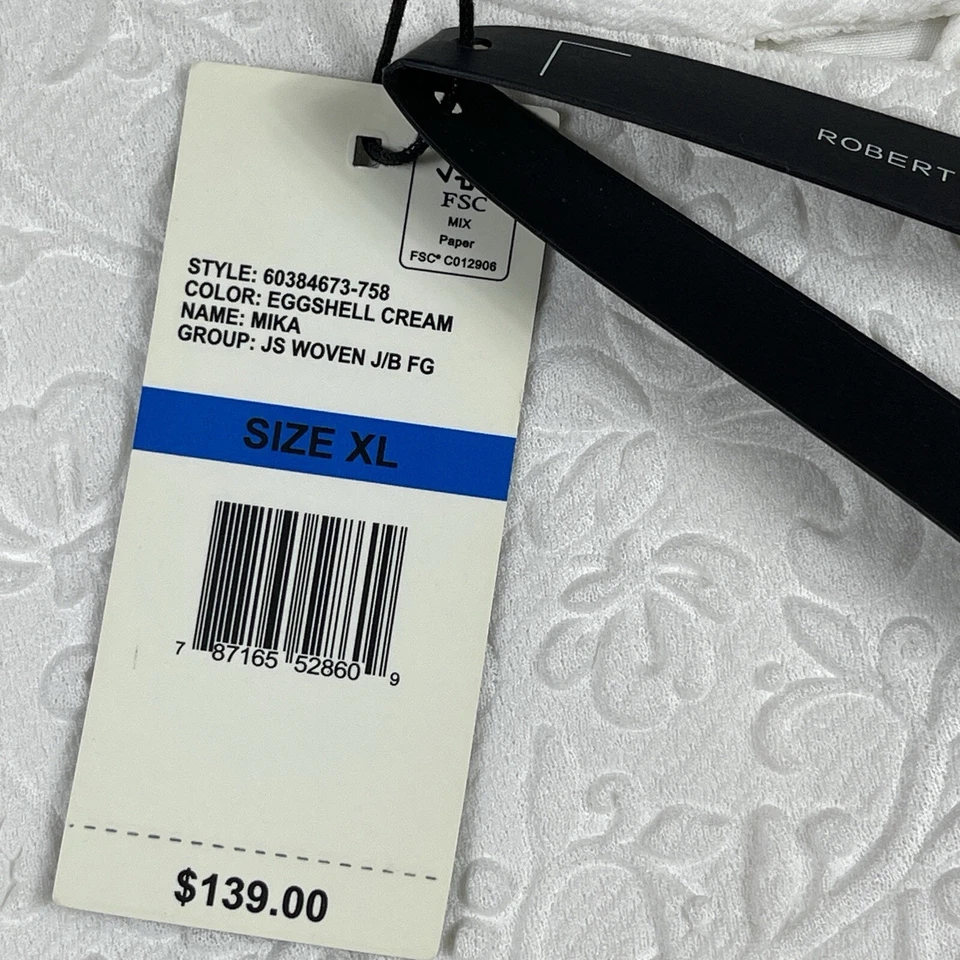 ROBERT
FSC
MIX
Paper
FSC® C012906
STYLE: 60384673-758
COLOR: EGGSHELL CREAM
NAME: MIKA
GROUP: JS WOVEN J/B FG
SIZE XL
7 87165 52860 9
$139.00